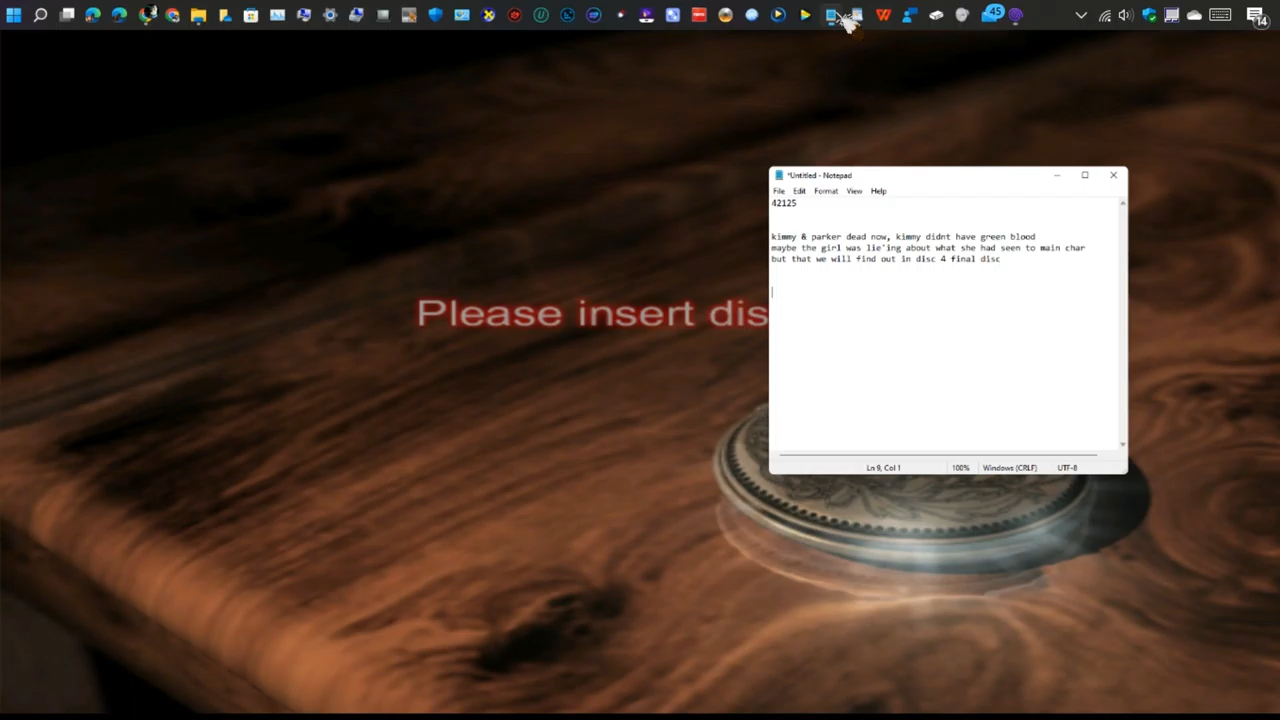 45
14
*Untitled - Notepad
File Edit Format View Help
42125
kimmy & parker dead now, kimmy didnt have green blood
maybe the girl was lie'ing about what she had seen to main char
but that we will find out in disc 4 final disc
Please insert dis
Ln 9, Col 1 100% Windows (CRLF) UTF-8